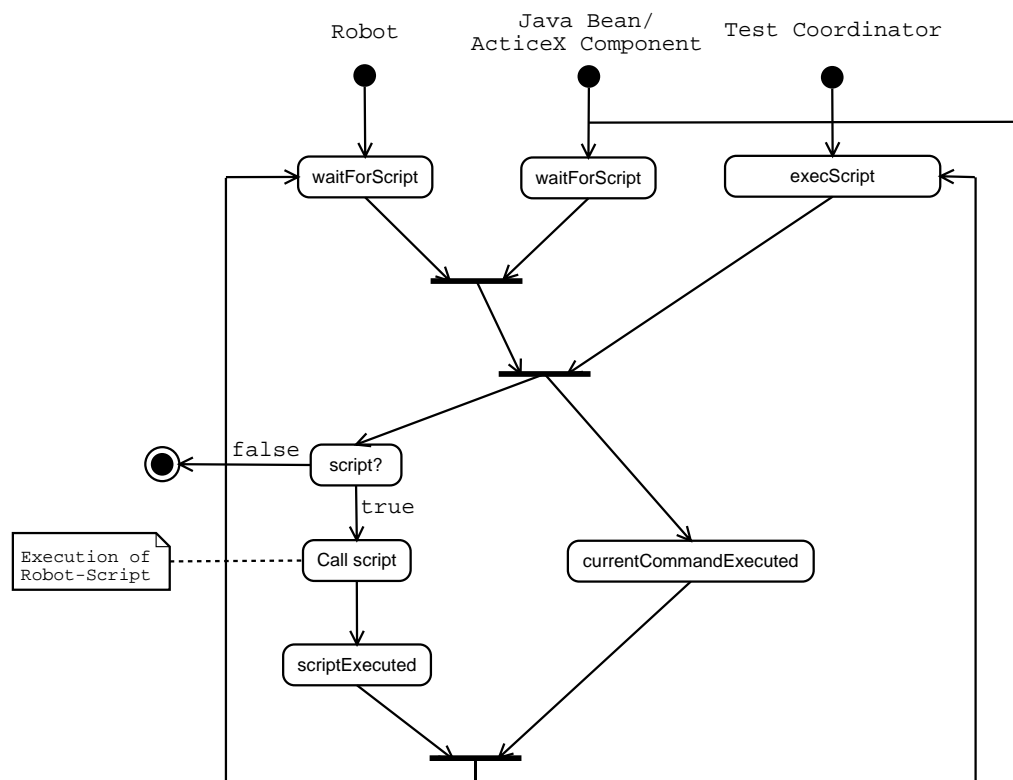 Robot
Java Bean/
ActiceX Component
Test Coordinator
waitForScript
waitForScript
execScript
false
script?
true
Execution of
Robot-Script
Call script
currentCommandExecuted
scriptExecuted